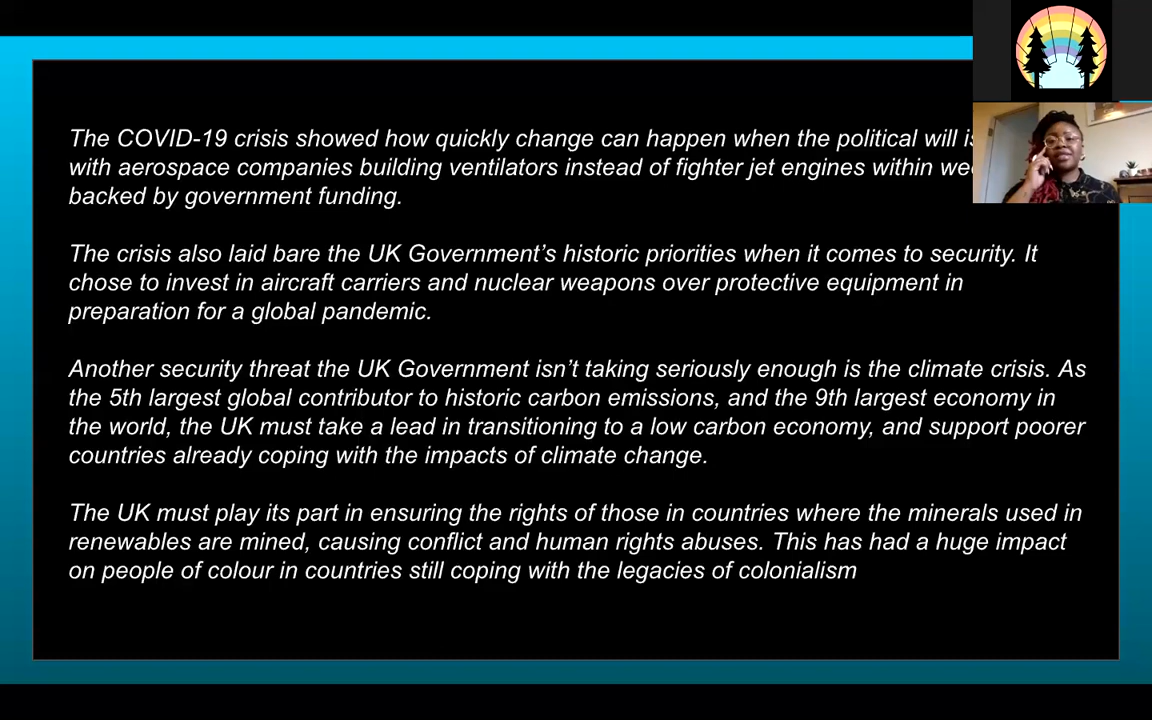 The COVID-19 crisis showed how quickly change can happen when the political will is
with aerospace companies building ventilators instead of fighter jet engines within
backed by government funding.
The crisis also laid bare the UK Government’s historic priorities when it comes to security. It
chose to invest in aircraft carriers and nuclear weapons over protective equipment in
preparation for a global pandemic.
Another security threat the UK Government isn’t taking seriously enough is the climate crisis. As
the 5th largest global contributor to historic carbon emissions, and the 9th largest economy in
the world, the UK must take a lead in transitioning to a low carbon economy, and support poorer
countries already coping with the impacts of climate change.
The UK must play its part in ensuring the rights of those in countries where the minerals used in
renewables are mined, causing conflict and human rights abuses. This has had a huge impact
on people of colour in countries still coping with the legacies of colonialism